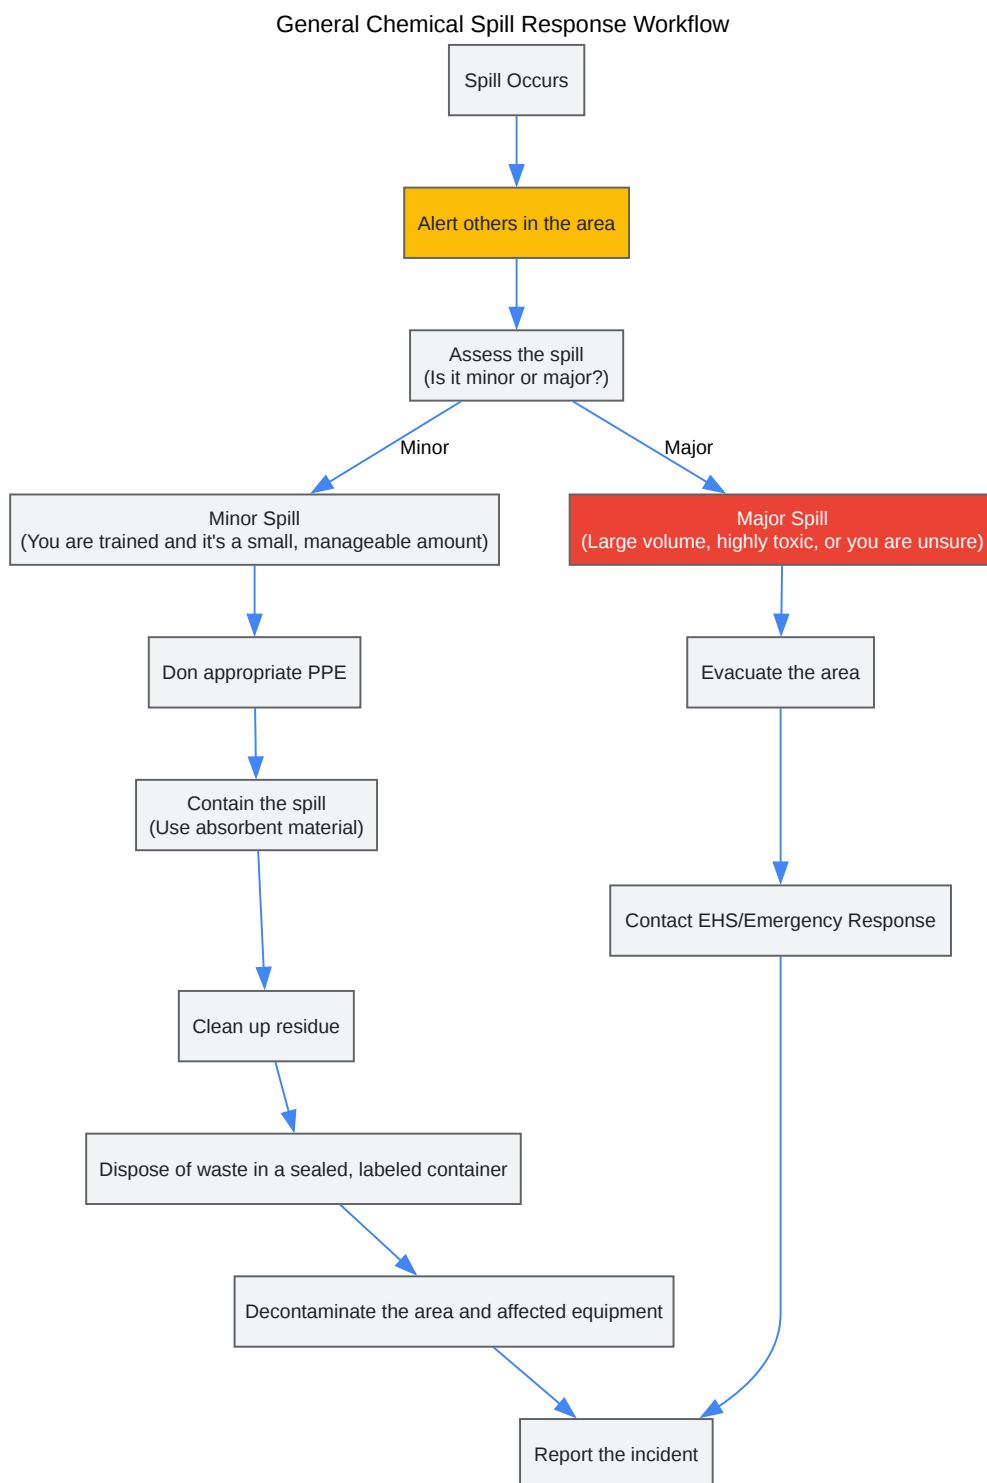 General Chemical Spill Response Workflow
Spill Occurs
Alert others in the area
Assess the spill
(Is it minor or major?)
Minor
Major
Minor Spill
(You are trained and it's a small, manageable amount)
Major Spill
(Large volume, highly toxic, or you are unsure)
Don appropriate PPE
Evacuate the area
Contain the spill
(Use absorbent material)
Contact EHS/Emergency Response
Clean up residue
Dispose of waste in a sealed, labeled container
Decontaminate the area and affected equipment
Report the incident